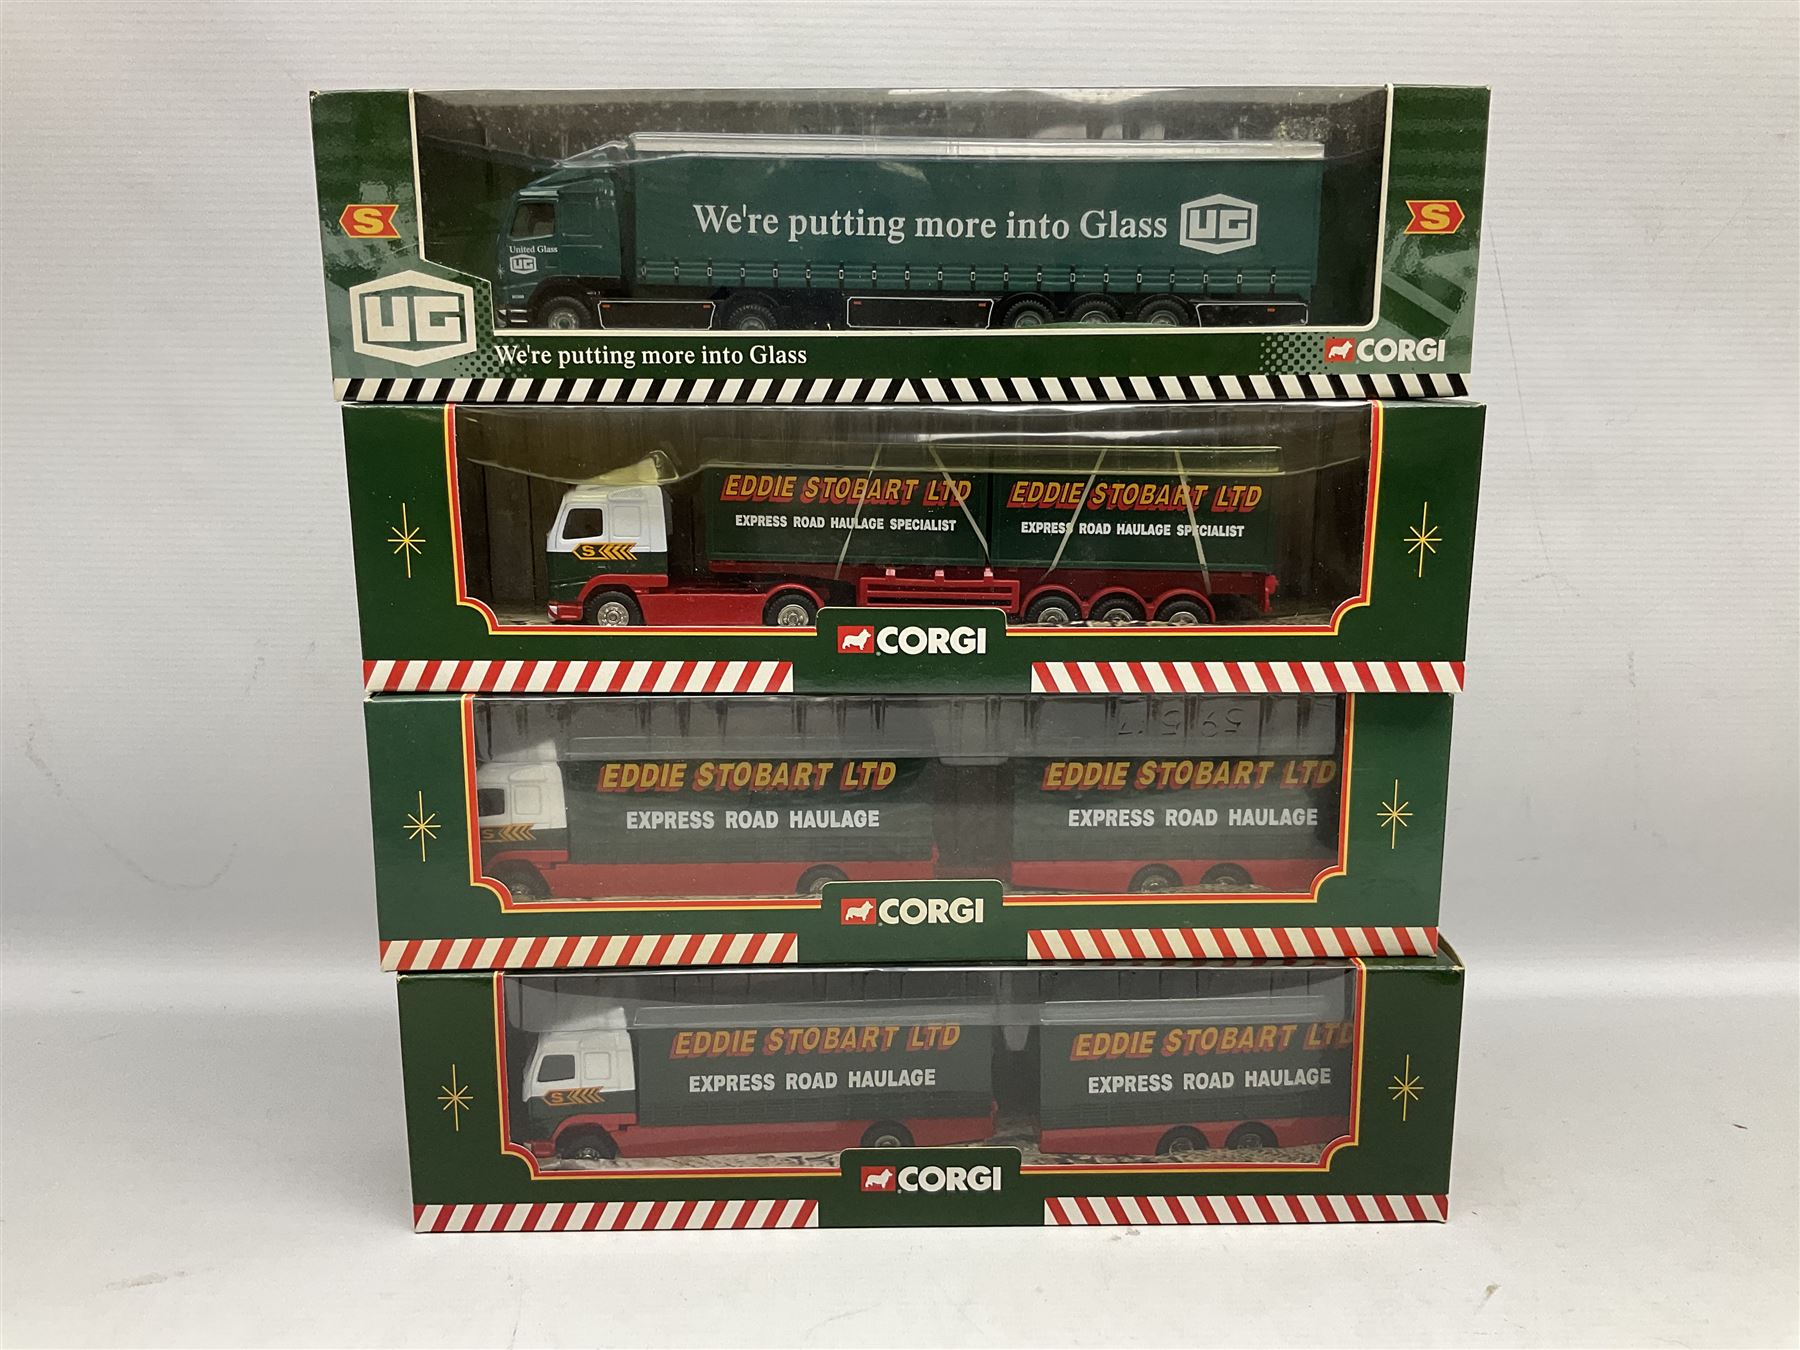 We're putting more into Glass UG
S
S
United Glass
UG
UG
We're putting more into Glass
CORGI
EDDIE STOBART LTD
EXPRESS ROAD HAULAGE SPECIALIST
EDDIE STOBART LTD
EXPRESS ROAD HAULAGE SPECIALIST
S
CORGI
EDDIE STOBART LTD
EXPRESS ROAD HAULAGE
EDDIE STOBART LTD
EXPRESS ROAD HAULAGE
S
CORGI
EDDIE STOBART LTD
EXPRESS ROAD HAULAGE
EDDIE STOBART LTD
EXPRESS ROAD HAULAGE
S
CORGI